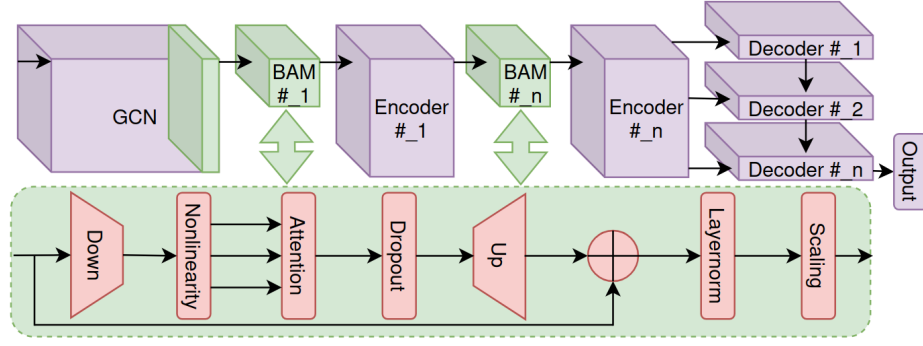 GCN
BAM
#_1
Encoder
#_1
BAM
#_n
Encoder
#_n
Decoder #_1
Decoder #_2
Decoder #_n
Output
Down
Nonlinearity
Attention
Dropout
Up
Layernorm
Scaling